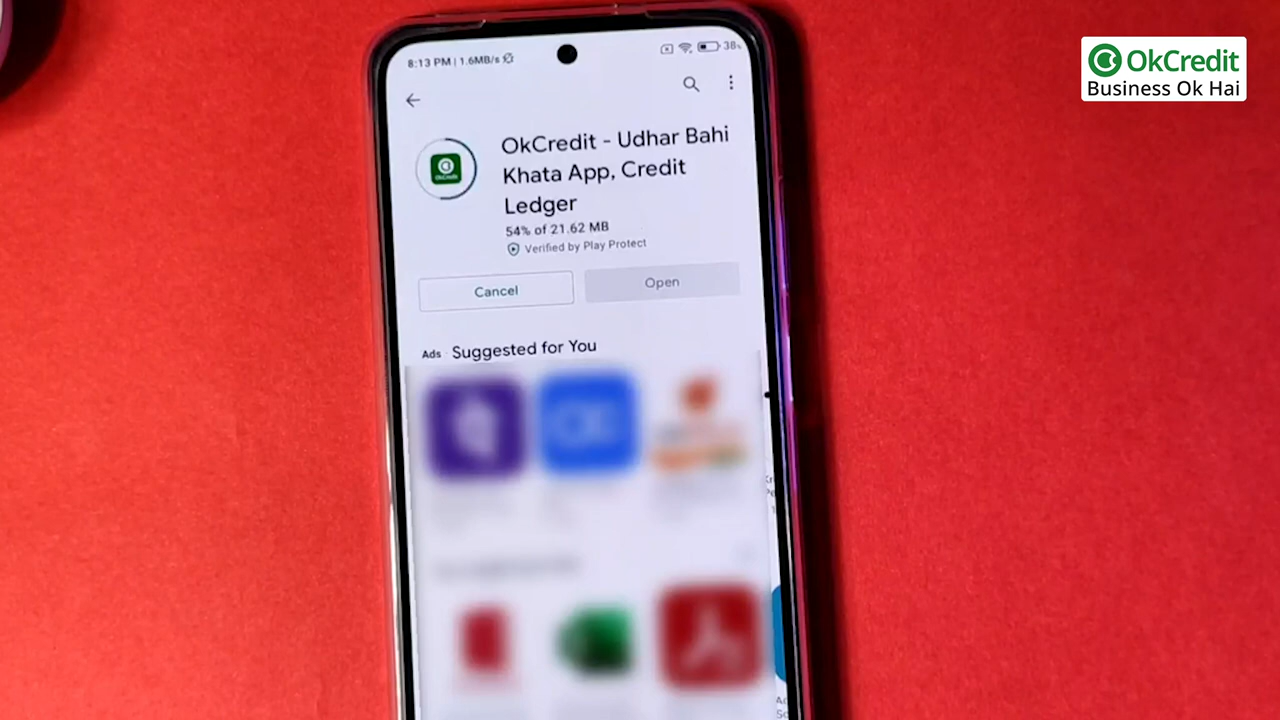 8:13 PM | 1.6MB/s
38
OkCredit
Business Ok Hai
OkCredit - Udhar Bahi
Khata App, Credit
Ledger
54% of 21.62 MB
Verified by Play Protect
Cancel
Open
Ads · Suggested for You